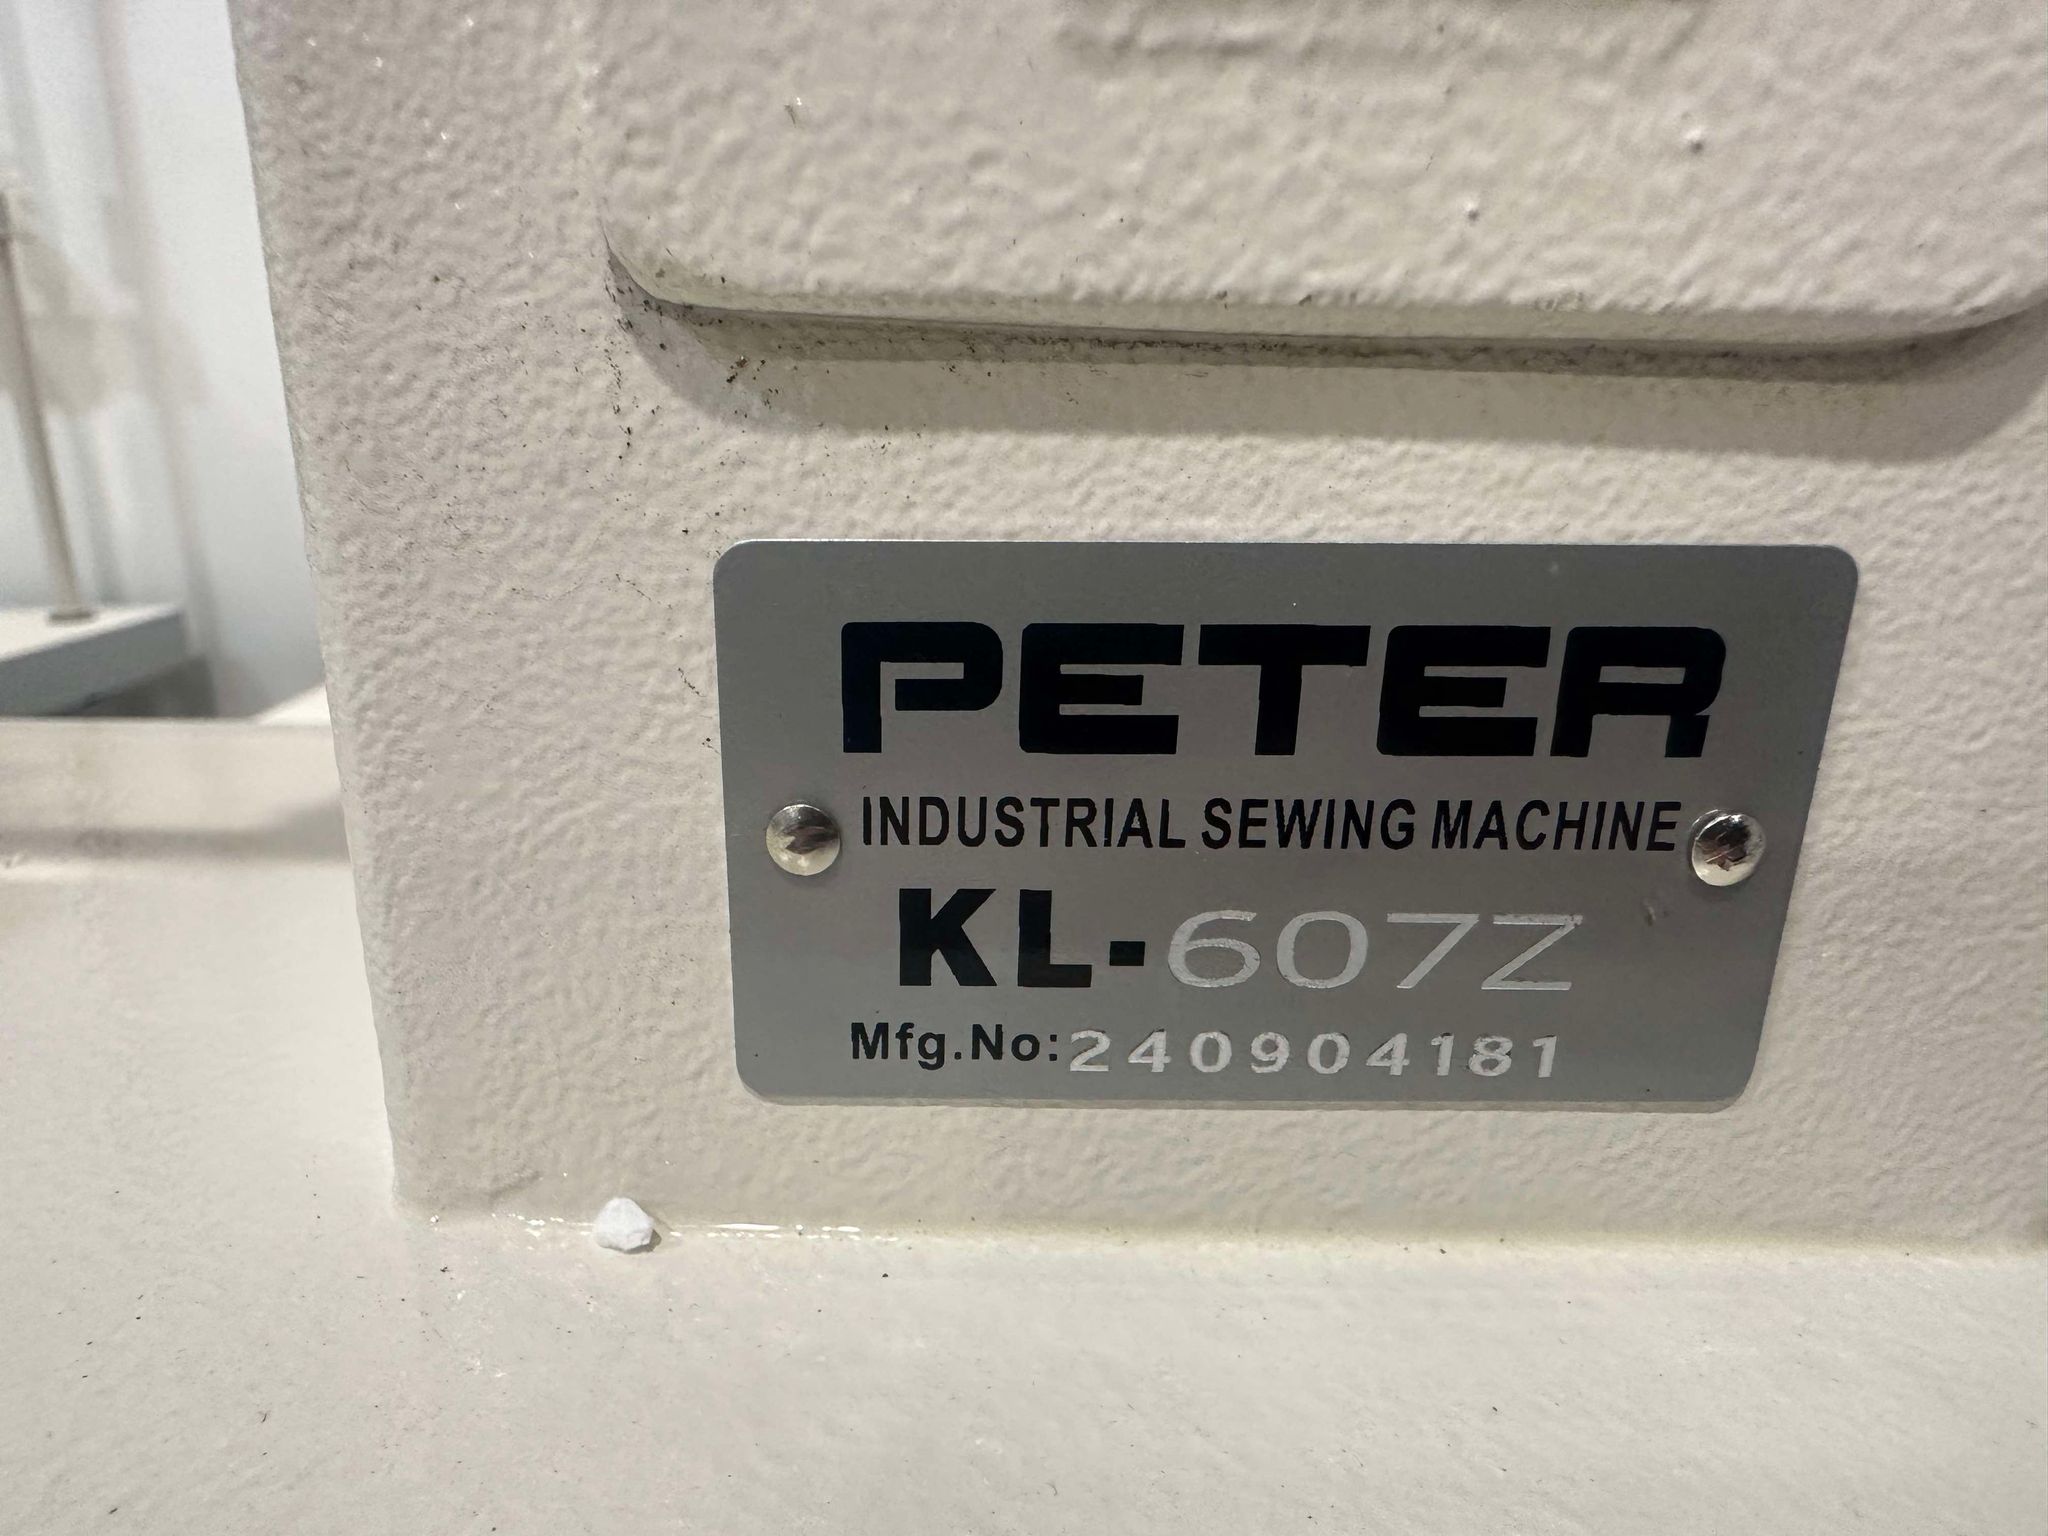 PETER
INDUSTRIAL SEWING MACHINE
KL-607Z
Mfg.No:240904181